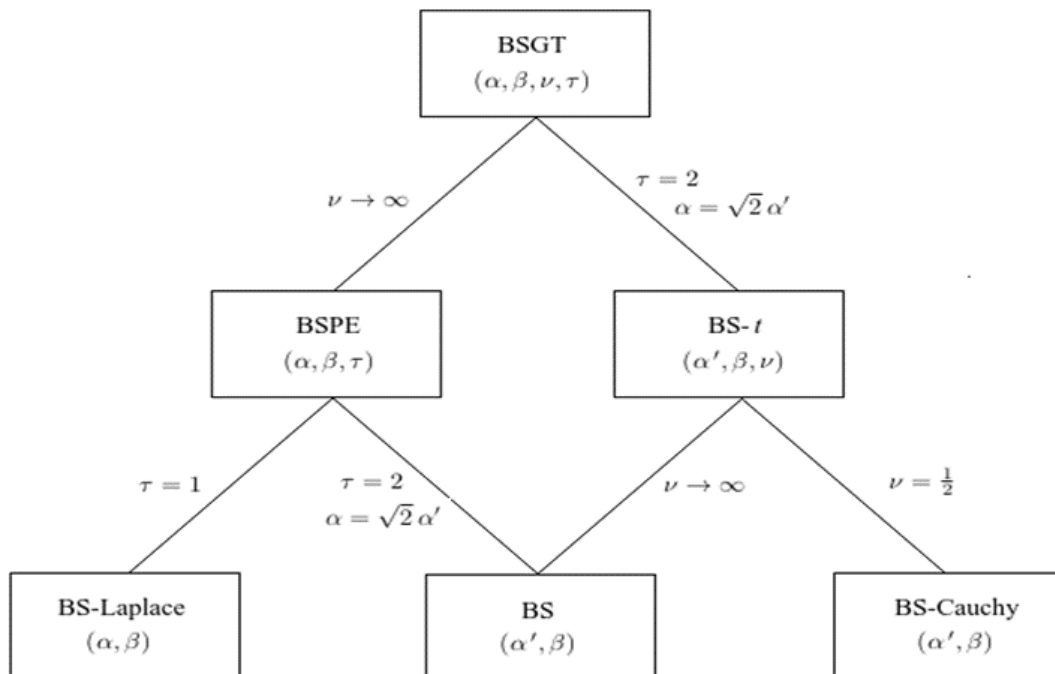 BSGT
(α, β, ν, τ)
ν → ∞
τ = 2
α = √2 α′
BSPE
(α, β, τ)
BS-t
(α′, β, ν)
τ = 1
τ = 2
α = √2 α′
ν → ∞
ν = 1/2
BS-Laplace
(α, β)
BS
(α′, β)
BS-Cauchy
(α′, β)